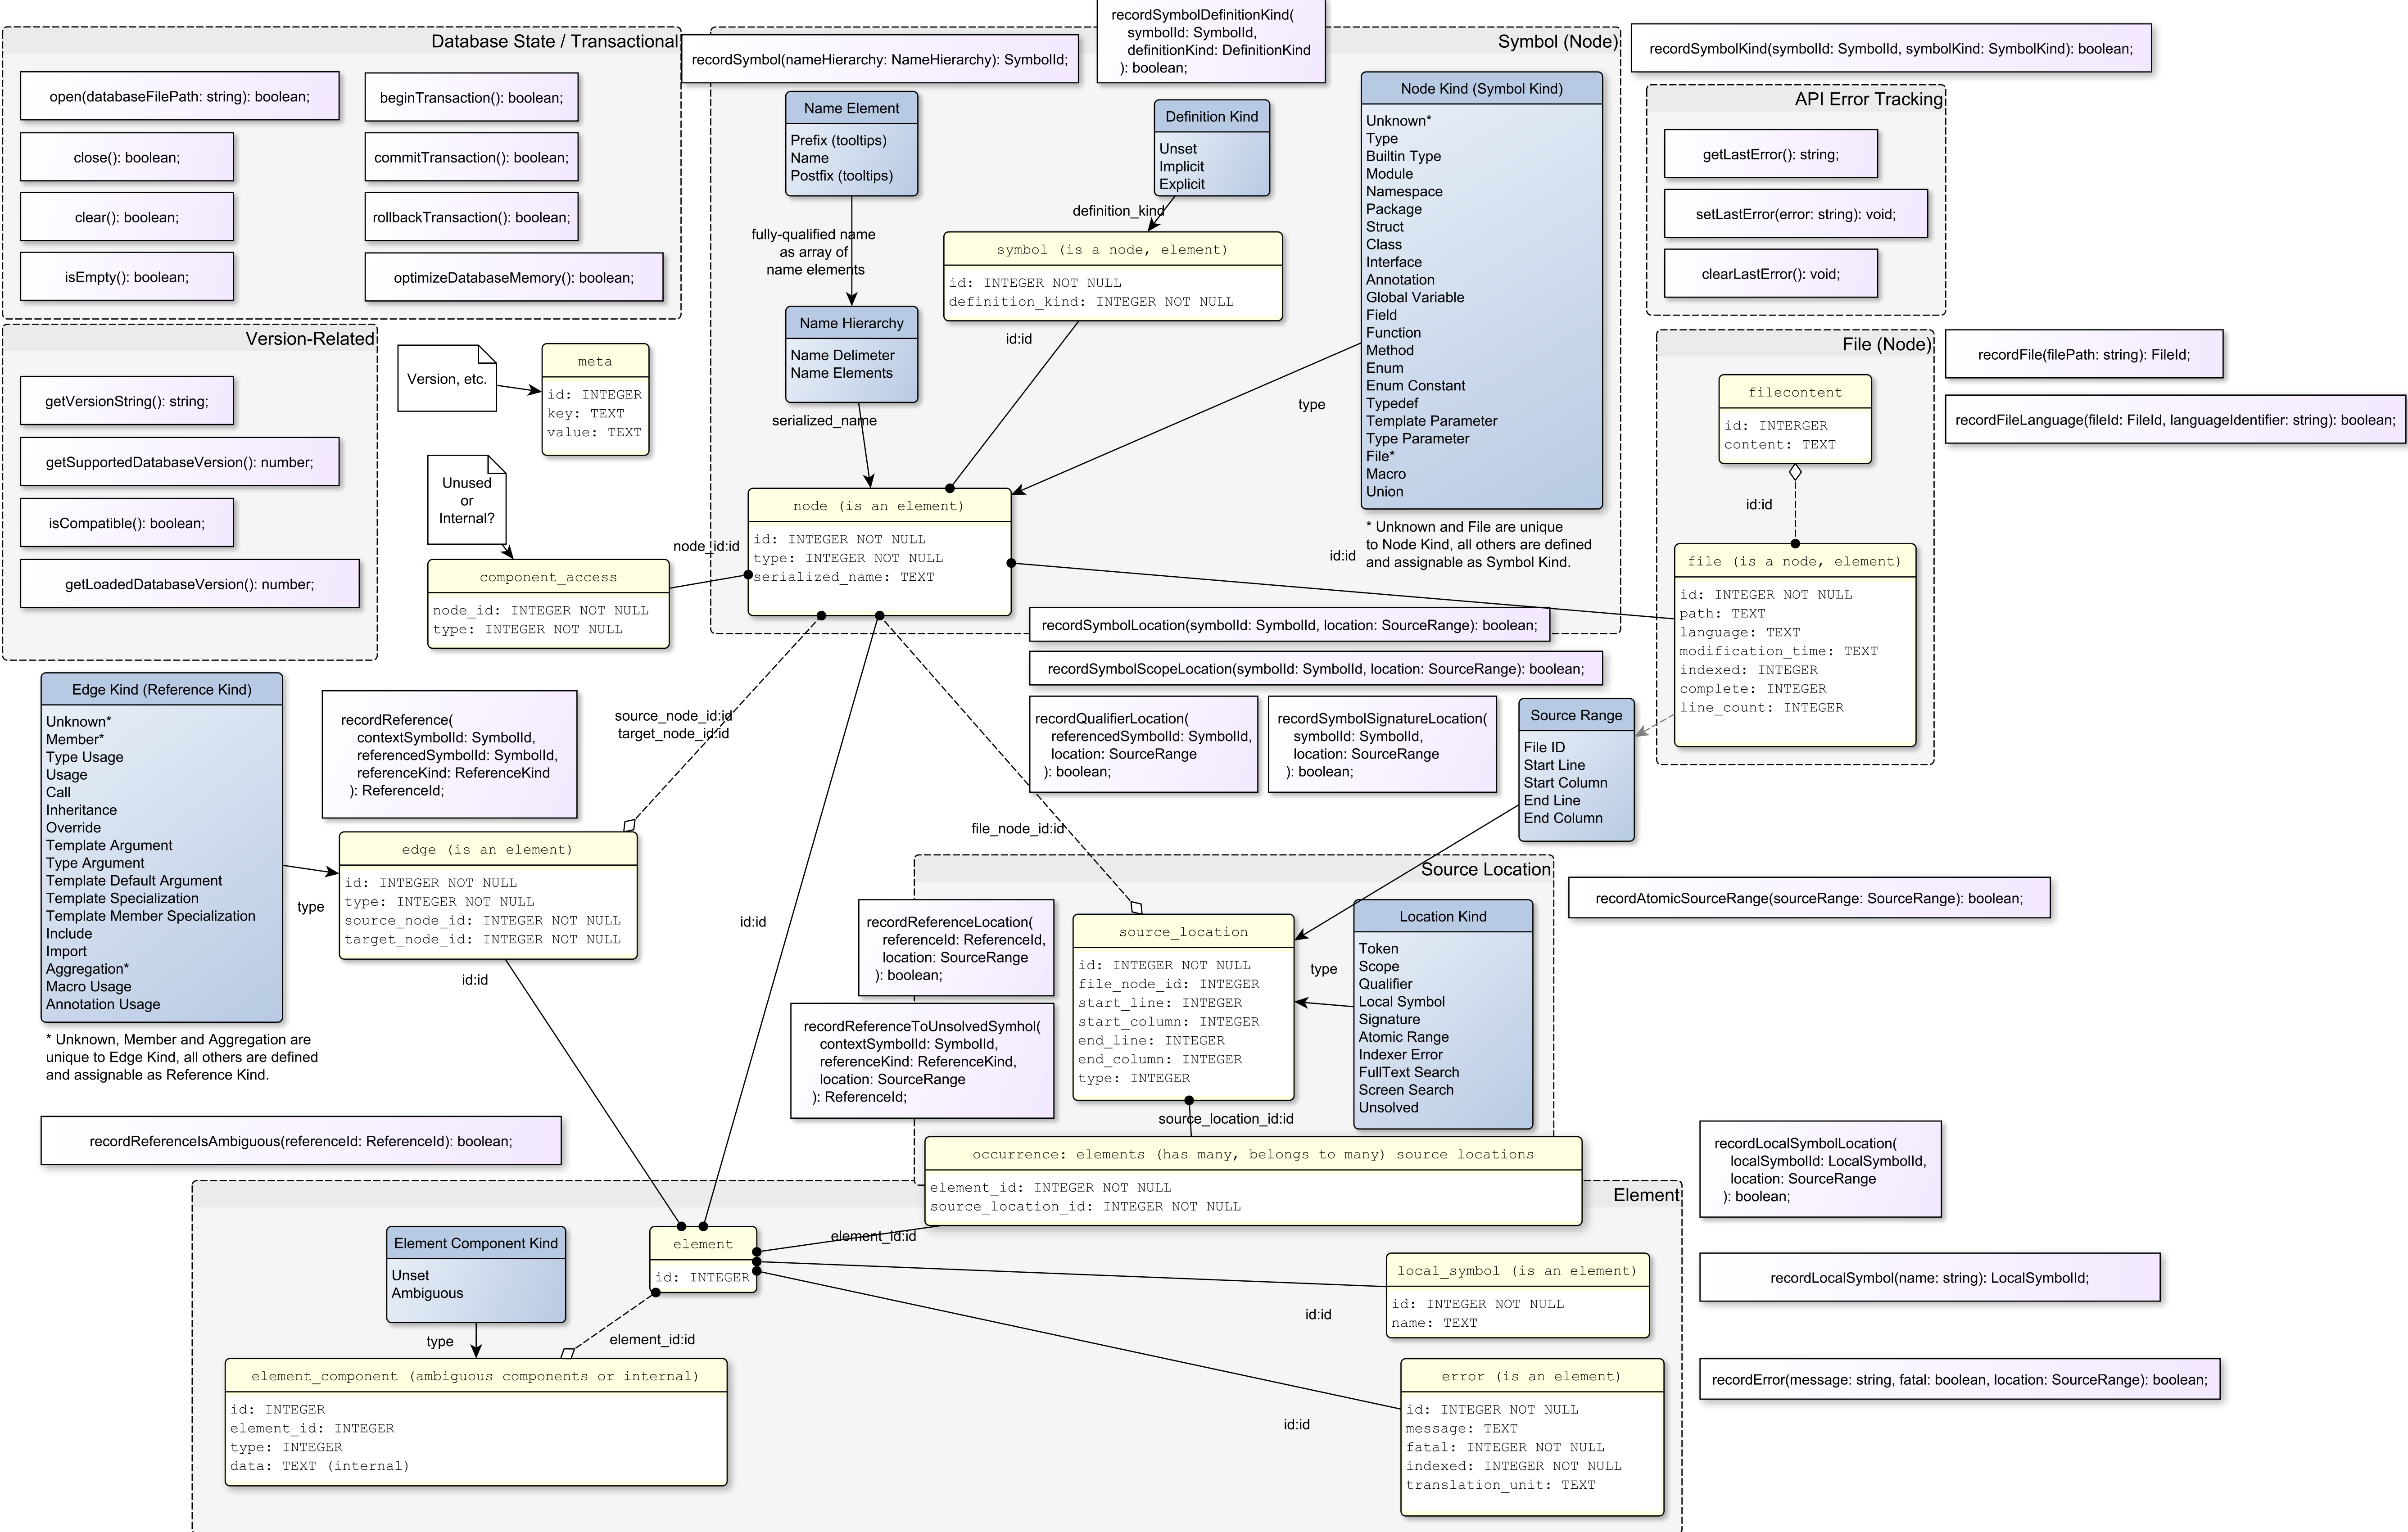 Database State / Transactional
open(databaseFilePath: string): boolean;
close(): boolean;
clear(): boolean;
isEmpty(): boolean;
beginTransaction(): boolean;
commitTransaction(): boolean;
rollbackTransaction(): boolean;
optimizeDatabaseMemory(): boolean;
Symbol (Node)
recordSymbol(nameHierarchy: NameHierarchy): SymbolId;
recordSymbolDefinitionKind(
symbolId: SymbolId,
definitionKind: DefinitionKind
): boolean;
recordSymbolKind(symbolId: SymbolId, symbolKind: SymbolKind): boolean;
Name Element
Prefix (tooltips)
Name
Postfix (tooltips)
fully-qualified name
as array of
name elements
Name Hierarchy
Name Delimeter
Name Elements
serialized_name
Definition Kind
Unset
Implicit
Explicit
definition_kind
symbol (is a node, element)
id: INTEGER NOT NULL
definition_kind: INTEGER NOT NULL
id:id
Node Kind (Symbol Kind)
Unknown*
Type
Builtin Type
Module
Namespace
Package
Struct
Class
Interface
Annotation
Global Variable
Field
Function
Method
Enum
Enum Constant
Typedef
Template Parameter
Type Parameter
File*
Macro
Union
type
* Unknown and File are unique
to Node Kind, all others are defined
and assignable as Symbol Kind.
node (is an element)
id: INTEGER NOT NULL
type: INTEGER NOT NULL
serialized_name: TEXT
id:id
API Error Tracking
getLastError(): string;
setLastError(error: string): void;
clearLastError(): void;
File (Node)
filecontent
id: INTERGER
content: TEXT
id:id
file (is a node, element)
id: INTEGER NOT NULL
path: TEXT
language: TEXT
modification_time: TEXT
indexed: INTEGER
complete: INTEGER
line_count: INTEGER
recordFile(filePath: string): FileId;
recordFileLanguage(fileId: FileId, languageIdentifier: string): boolean;
Version-Related
getVersionString(): string;
getSupportedDatabaseVersion(): number;
isCompatible(): boolean;
getLoadedDatabaseVersion(): number;
Version, etc.
meta
id: INTEGER
key: TEXT
value: TEXT
Unused
or
Internal?
component_access
node_id: INTEGER NOT NULL
type: INTEGER NOT NULL
node_id:id
recordSymbolLocation(symbolId: SymbolId, location: SourceRange): boolean;
recordSymbolScopeLocation(symbolId: SymbolId, location: SourceRange): boolean;
recordQualifierLocation(
referencedSymbolId: SymbolId,
location: SourceRange
): boolean;
recordSymbolSignatureLocation(
symbolId: SymbolId,
location: SourceRange
): boolean;
Source Range
File ID
Start Line
Start Column
End Line
End Column
Edge Kind (Reference Kind)
Unknown*
Member*
Type Usage
Usage
Call
Inheritance
Override
Template Argument
Type Argument
Template Default Argument
Template Specialization
Template Member Specialization
Include
Import
Aggregation*
Macro Usage
Annotation Usage
* Unknown, Member and Aggregation are
unique to Edge Kind, all others are defined
and assignable as Reference Kind.
recordReference(
contextSymbolId: SymbolId,
referencedSymbolId: SymbolId,
referenceKind: ReferenceKind
): ReferenceId;
source_node_id:id
target_node_id:id
type
edge (is an element)
id: INTEGER NOT NULL
type: INTEGER NOT NULL
source_node_id: INTEGER NOT NULL
target_node_id: INTEGER NOT NULL
id:id
id:id
file_node_id:id
Source Location
recordReferenceLocation(
referenceId: ReferenceId,
location: SourceRange
): boolean;
recordReferenceToUnsolvedSymhol(
contextSymbolId: SymbolId,
referenceKind: ReferenceKind,
location: SourceRange
): ReferenceId;
source_location
id: INTEGER NOT NULL
file_node_id: INTEGER
start_line: INTEGER
start_column: INTEGER
end_line: INTEGER
end_column: INTEGER
type: INTEGER
type
Location Kind
Token
Scope
Qualifier
Local Symbol
Signature
Atomic Range
Indexer Error
FullText Search
Screen Search
Unsolved
recordAtomicSourceRange(sourceRange: SourceRange): boolean;
source_location_id:id
occurrence: elements (has many, belongs to many) source locations
element_id: INTEGER NOT NULL
source_location_id: INTEGER NOT NULL
recordReferenceIsAmbiguous(referenceId: ReferenceId): boolean;
Element
Element Component Kind
Unset
Ambiguous
type
element
id: INTEGER
element_id:id
element_id:id
element_component (ambiguous components or internal)
id: INTEGER
element_id: INTEGER
type: INTEGER
data: TEXT (internal)
local_symbol (is an element)
id: INTEGER NOT NULL
name: TEXT
id:id
error (is an element)
id: INTEGER NOT NULL
message: TEXT
fatal: INTEGER NOT NULL
indexed: INTEGER NOT NULL
translation_unit: TEXT
id:id
recordLocalSymbolLocation(
localSymbolId: LocalSymbolId,
location: SourceRange
): boolean;
recordLocalSymbol(name: string): LocalSymbolId;
recordError(message: string, fatal: boolean, location: SourceRange): boolean;